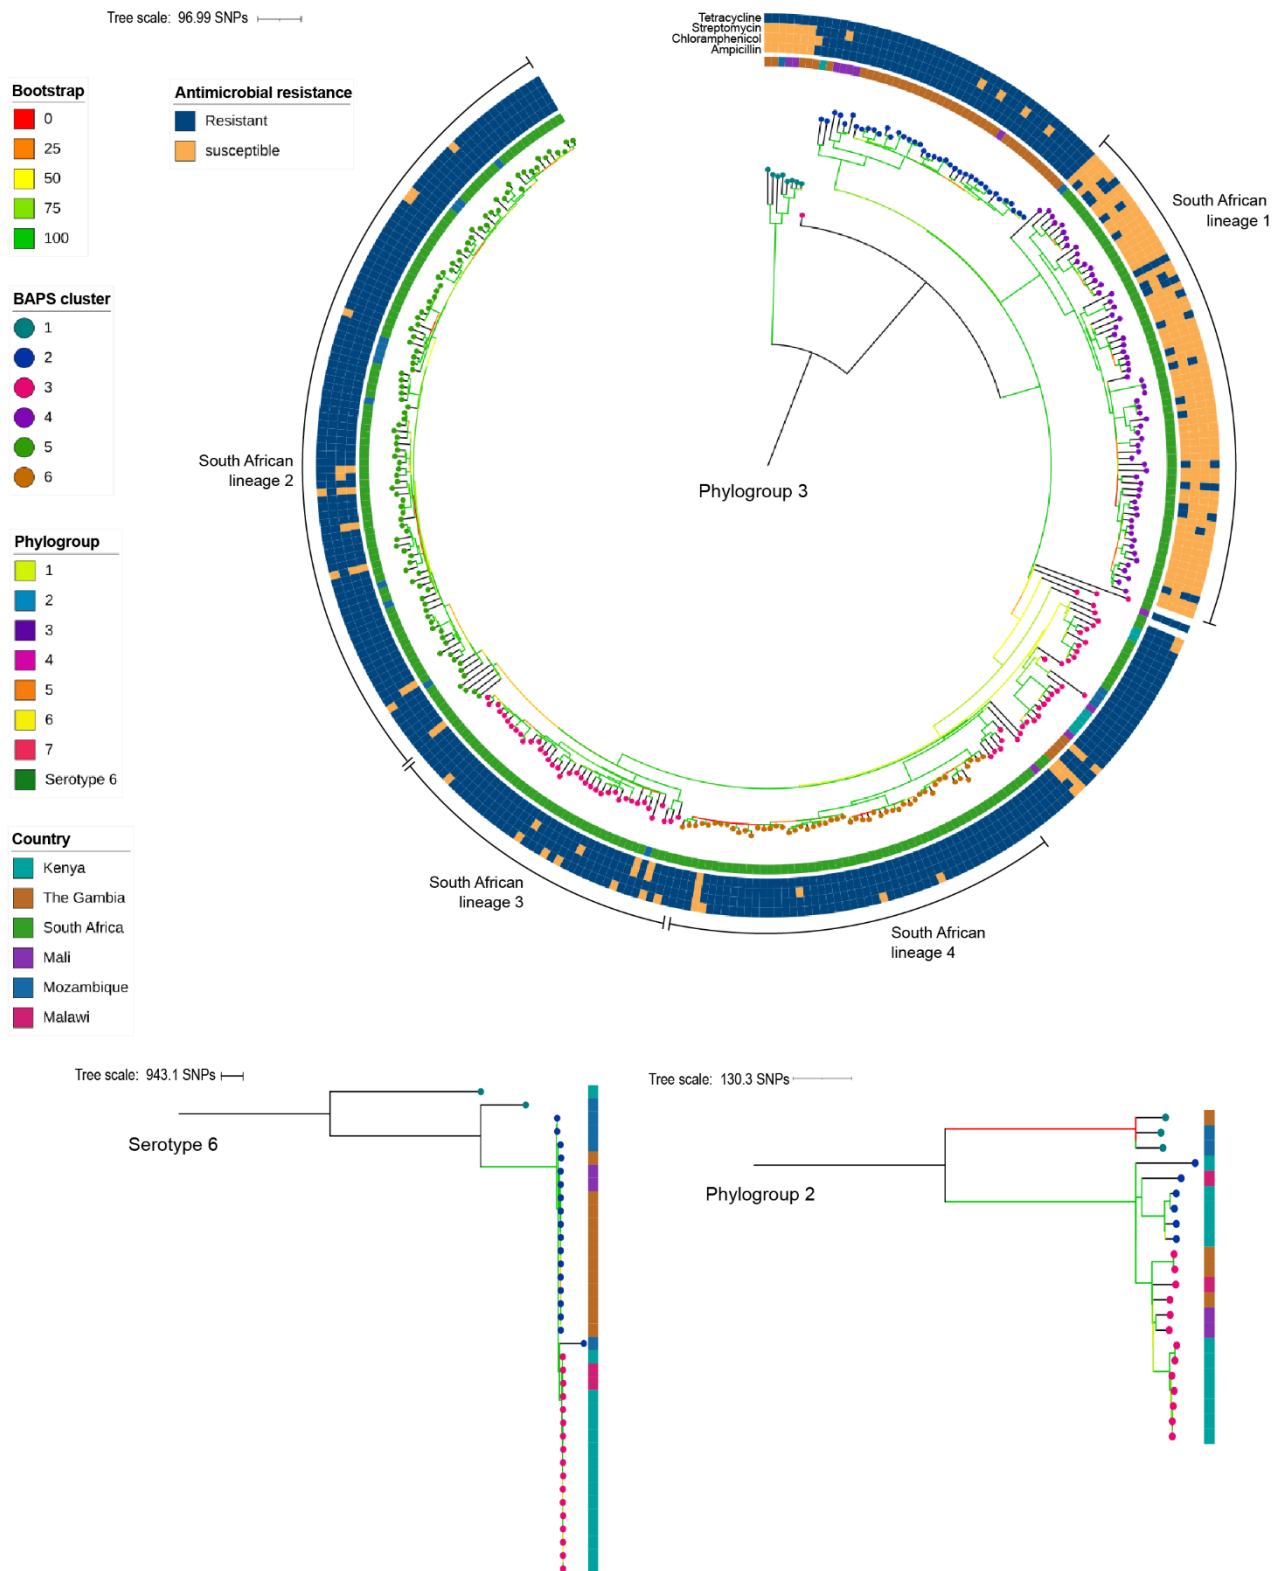 Tree scale: 96.99 SNPs
Tetracycline
Streptomycin
Chloramphenicol
Ampicillin
Bootstrap
0
25
50
75
100
Antimicrobial resistance
Resistant
susceptible
South African
lineage 1
BAPS cluster
1
2
3
4
5
6
South African
lineage 2
Phylogroup 3
Phylogroup
1
2
3
4
5
6
7
Serotype 6
Country
Kenya
The Gambia
South Africa
Mali
Mozambique
Malawi
South African
lineage 3
South African
lineage 4
Tree scale: 943.1 SNPs
Serotype 6
Tree scale: 130.3 SNPs
Phylogroup 2